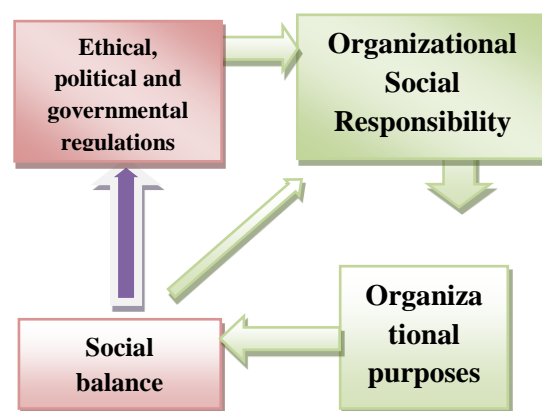 Ethical,
political and
governmental
regulations
Organizational
Social
Responsibility
Social
balance
Organiza
tional
purposes